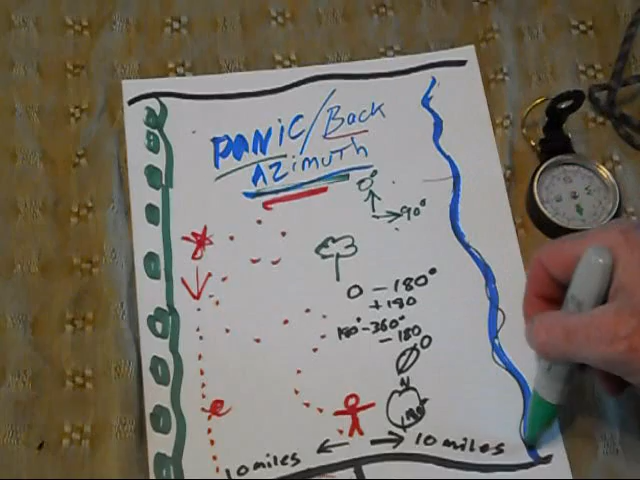 PANIC/Back
AZimuTH
0°
90°
0 - 180°
+180
180° - 360°
- 180
N
180°
10 miles
10 miles